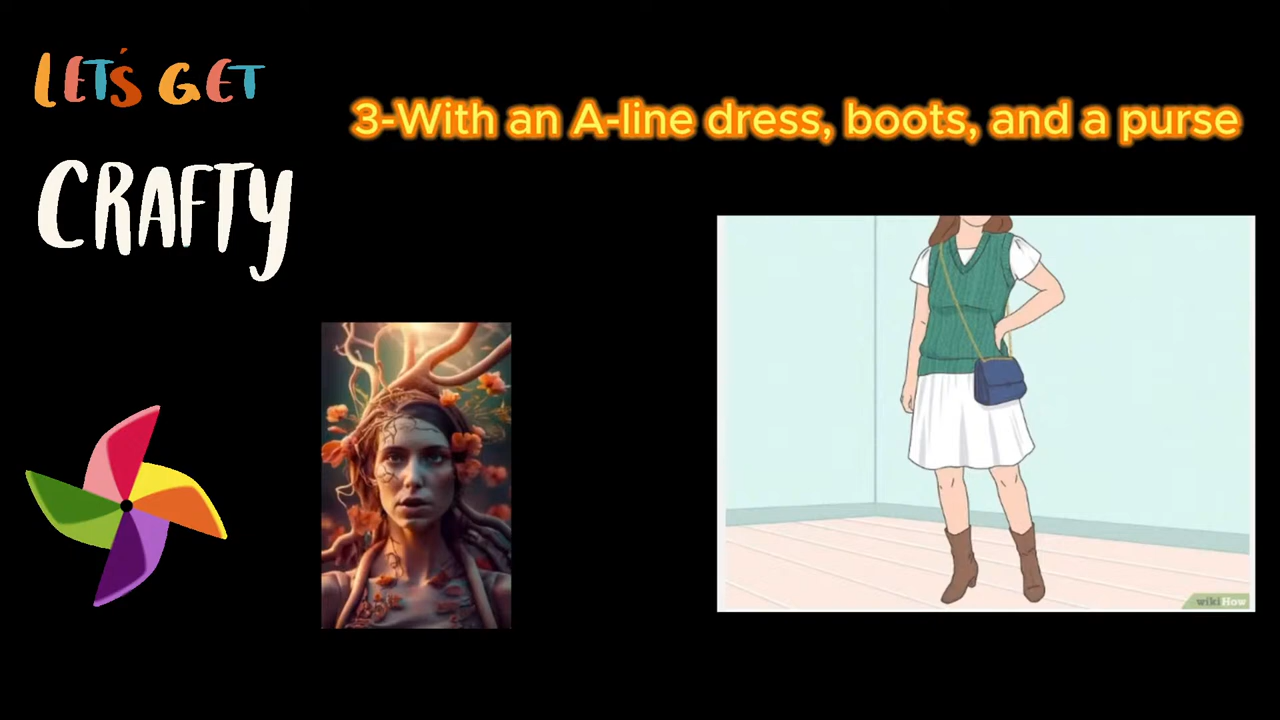 LET'S GET
CRAFTY
3-With an A-line dress, boots, and a purse
wikiHow